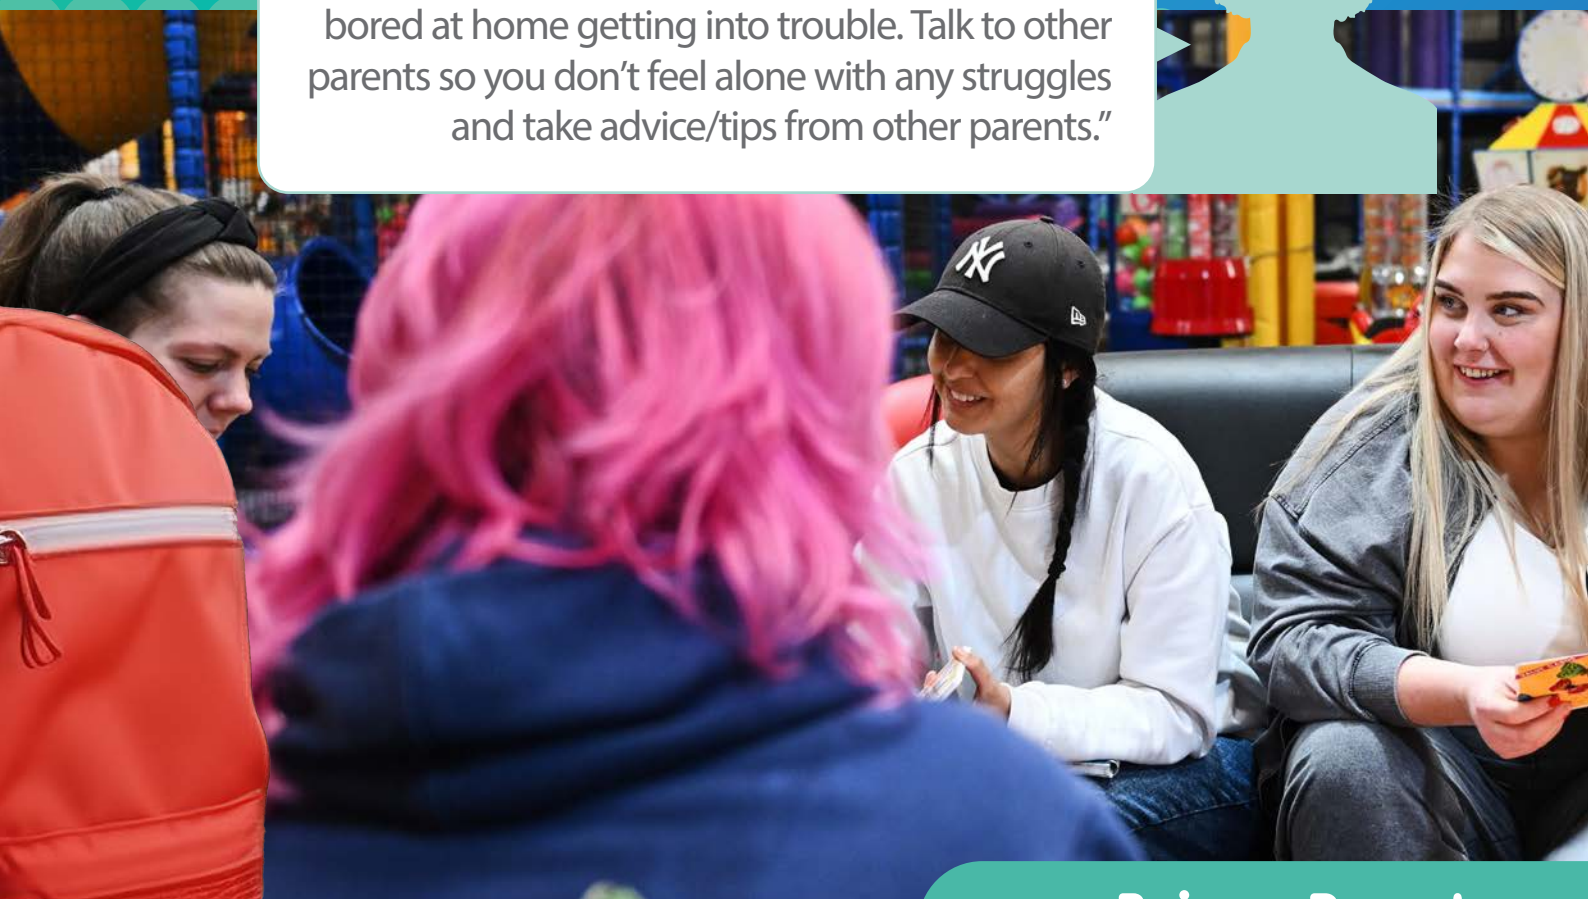 bored at home getting into trouble. Talk to other
parents so you don’t feel alone with any struggles
and take advice/tips from other parents.”
NY